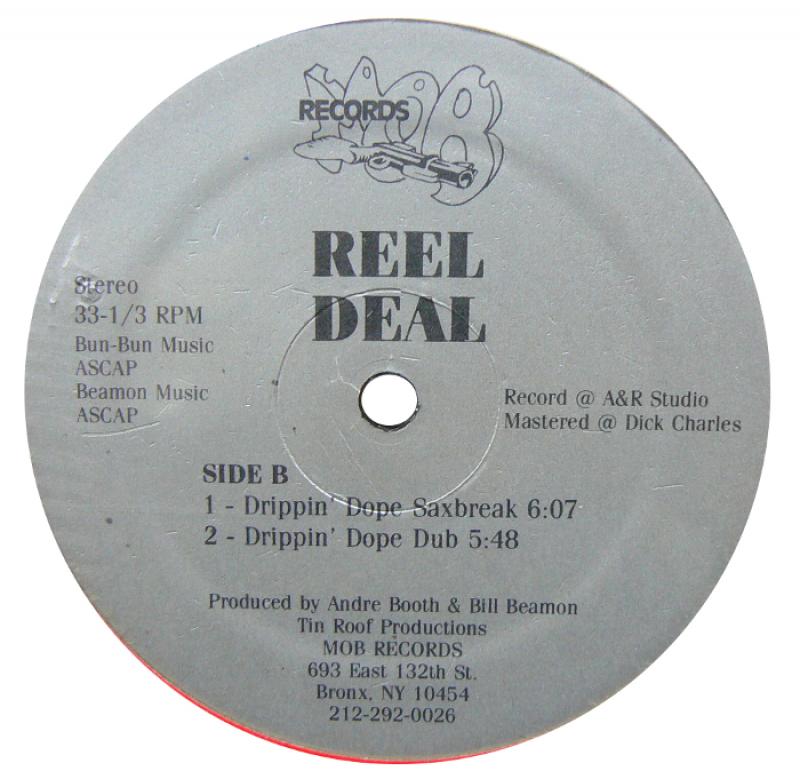 MOB
RECORDS
REEL
DEAL
Stereo
33-1/3 RPM
Bun-Bun Music
ASCAP
Beamon Music
ASCAP
Record @ A&R Studio
Mastered @ Dick Charles
SIDE B
1 - Drippin' Dope Saxbreak 6:07
2 - Drippin' Dope Dub 5:48
Produced by Andre Booth & Bill Beamon
Tin Roof Productions
MOB RECORDS
693 East 132th St.
Bronx, NY 10454
212-292-0026